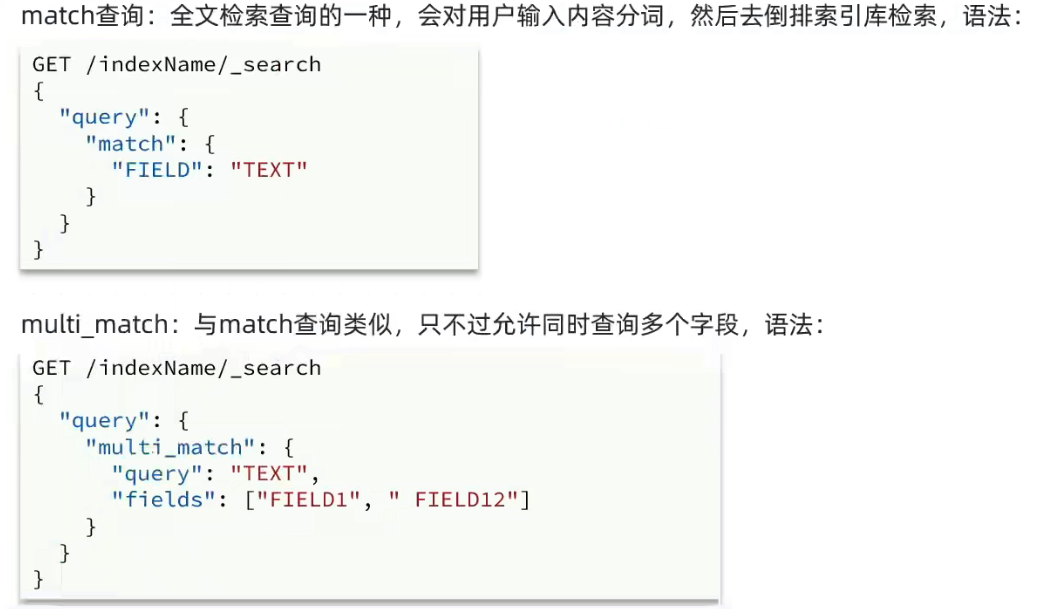 match查询：全文检索查询的一种，会对用户输入内容分词，然后去倒排索引库检索，语法：
GET /indexName/_search
{
  "query": {
    "match": {
      "FIELD": "TEXT"
    }
  }
}
multi_match：与match查询类似，只不过允许同时查询多个字段，语法：
GET /indexName/_search
{
  "query": {
    "multi_match": {
      "query": "TEXT",
      "fields": ["FIELD1", " FIELD12"]
    }
  }
}